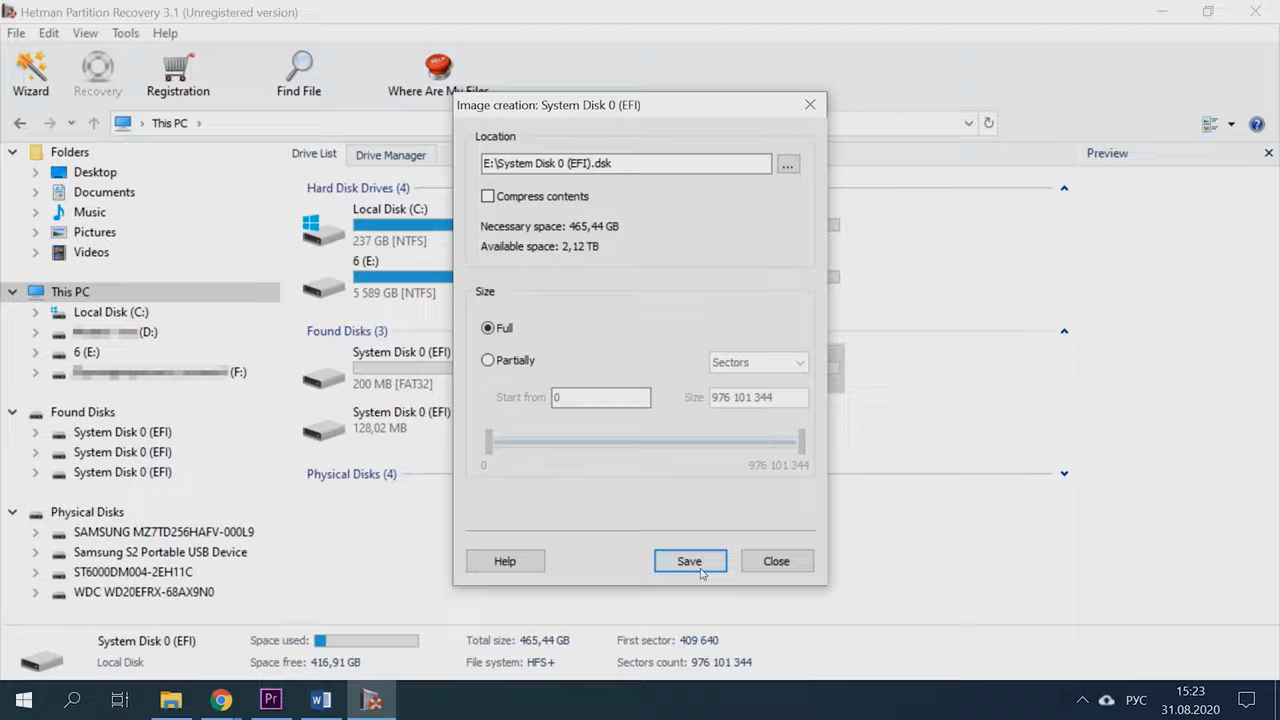 Hetman Partition Recovery 3.1 (Unregistered version)
File Edit View Tools Help
Wizard
Recovery
Registration
Find File
Where Are My Files
This PC
Folders
Desktop
Documents
Music
Pictures
Videos
This PC
Local Disk (C:)
(D:)
6 (E:)
(F:)
Found Disks
System Disk 0 (EFI)
System Disk 0 (EFI)
System Disk 0 (EFI)
Physical Disks
SAMSUNG MZ7TD256HAFV-000L9
Samsung S2 Portable USB Device
ST6000DM004-2EH11C
WDC WD20EFRX-68AX9N0
Drive List
Drive Manager
Hard Disk Drives (4)
Local Disk (C:)
237 GB [NTFS]
6 (E:)
5 589 GB [NTFS]
Found Disks (3)
System Disk 0 (EFI)
200 MB [FAT32]
System Disk 0 (EFI)
128,02 MB
Physical Disks (4)
Image creation: System Disk 0 (EFI)
Location
E:\System Disk 0 (EFI).dsk
...
Compress contents
Necessary space: 465,44 GB
Available space: 2,12 TB
Size
Full
Partially
Sectors
Start from 0
Size 976 101 344
0
976 101 344
Help
Save
Close
Preview
System Disk 0 (EFI)
Local Disk
Space used:
Space free: 416,91 GB
Total size: 465,44 GB
File system: HFS+
First sector: 409 640
Sectors count: 976 101 344
Pr
РУС
15:23
31.08.2020